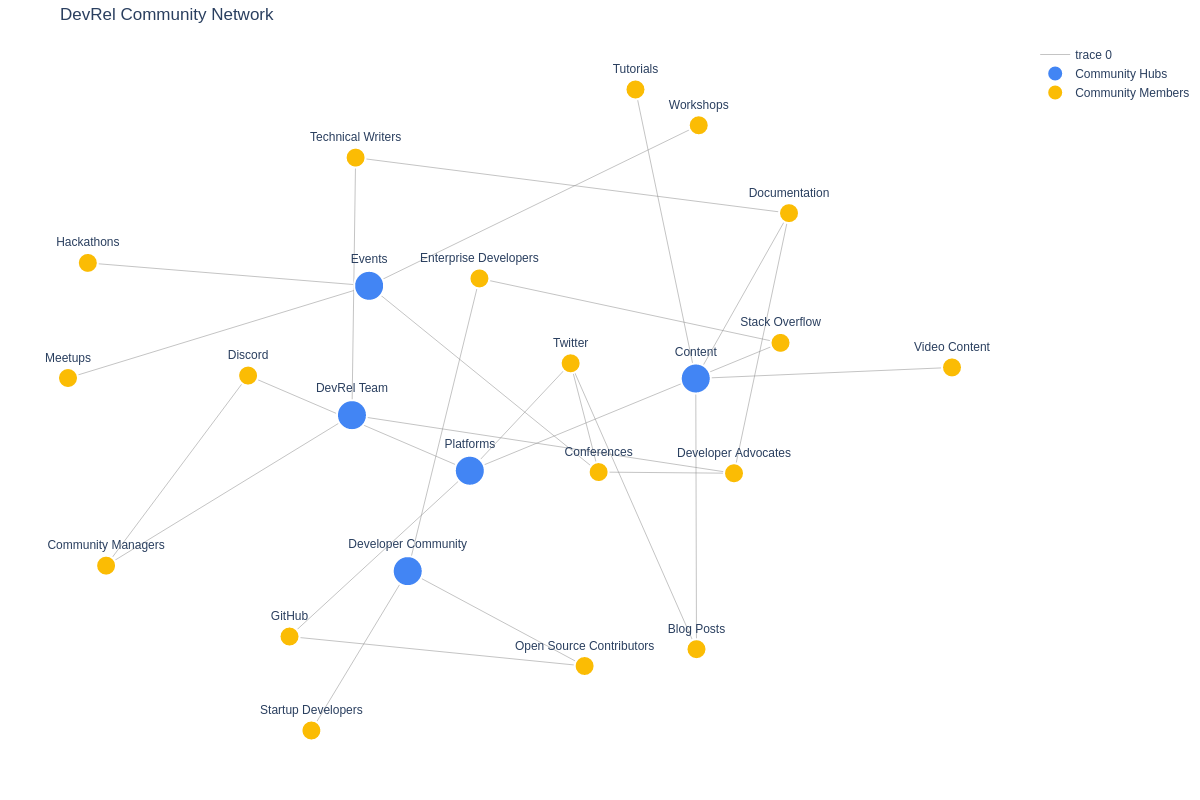 DevRel Community Network
trace 0
Community Hubs
Community Members
Tutorials
Workshops
Technical Writers
Documentation
Hackathons
Events
Enterprise Developers
Stack Overflow
Twitter
Video Content
Content
Meetups
Discord
DevRel Team
Platforms
Conferences
Developer Advocates
Community Managers
Developer Community
GitHub
Blog Posts
Open Source Contributors
Startup Developers